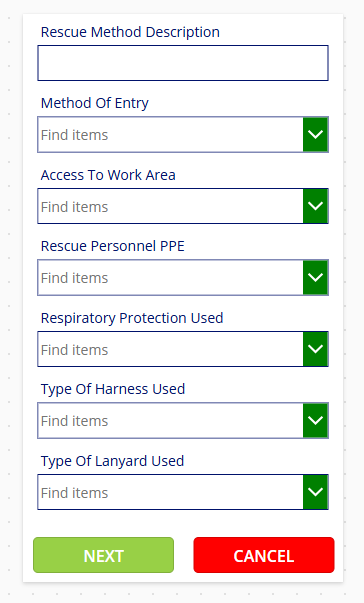 Rescue Method Description
Method Of Entry
Find items
Access To Work Area
Find items
Rescue Personnel PPE
Find items
Respiratory Protection Used
Find items
Type Of Harness Used
Find items
Type Of Lanyard Used
Find items
NEXT CANCEL